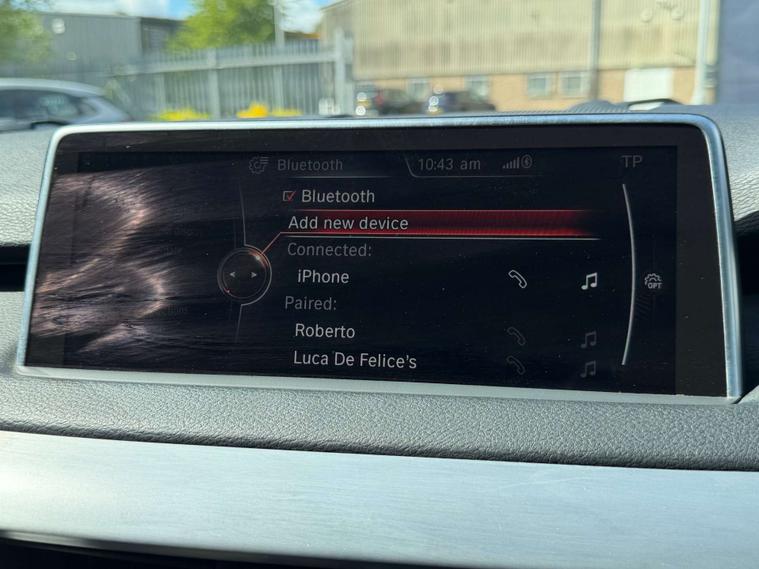 Bluetooth 10:43 am TP
Bluetooth
Add new device
Connected:
iPhone
OPT
Paired:
Roberto
Luca De Felice's